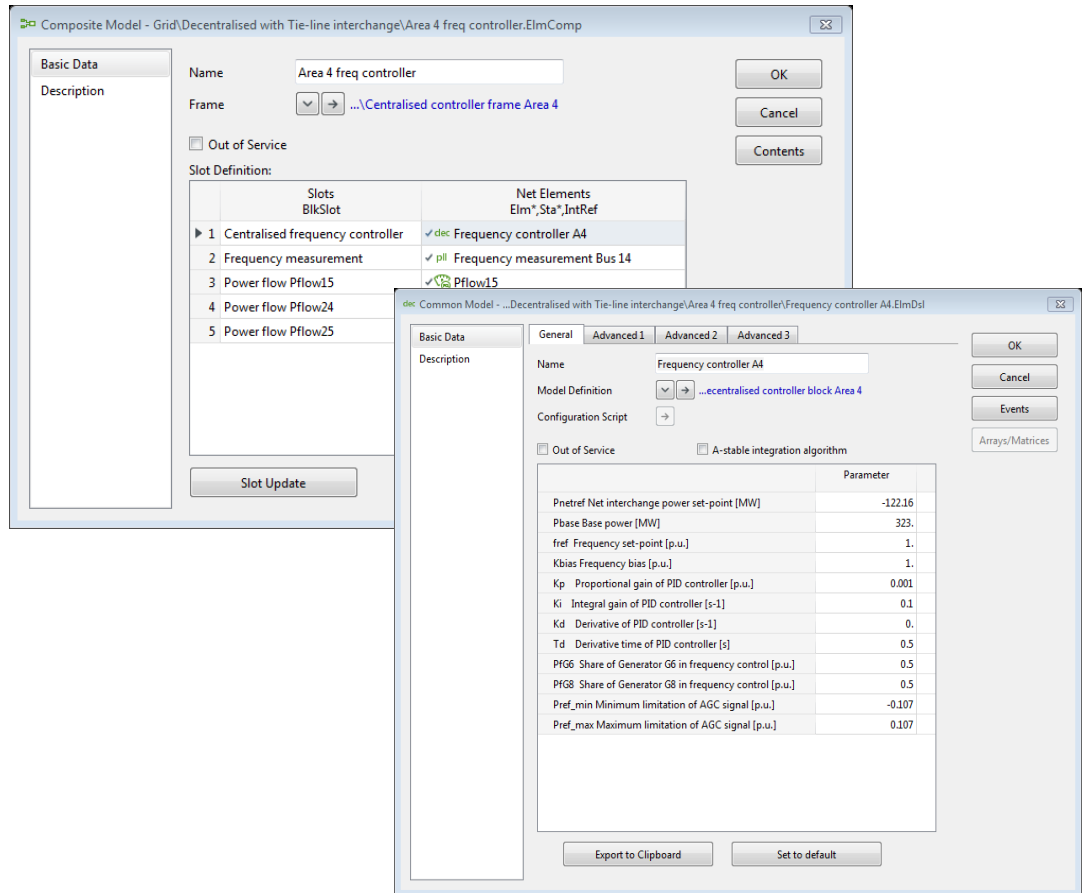 Composite Model - Grid\Decentralised with Tie-line interchange\Area 4 freq controller.ElmComp
Basic Data
Description
Name Area 4 freq controller
Frame ...\Centralised controller frame Area 4
Out of Service
Slot Definition:
Slots Net Elements
BlkSlot Elm*,Sta*,IntRef
1 Centralised frequency controller dec Frequency controller A4
2 Frequency measurement pll Frequency measurement Bus 14
3 Power flow Pflow15 Pflow15
4 Power flow Pflow24
5 Power flow Pflow25
Slot Update
OK
Cancel
Contents
dec Common Model - ...Decentralised with Tie-line interchange\Area 4 freq controller\Frequency controller A4.ElmDsl
Basic Data
Description
General Advanced 1 Advanced 2 Advanced 3
Name Frequency controller A4
Model Definition ...ecentralised controller block Area 4
Configuration Script
Out of Service A-stable integration algorithm
Parameter
Pnetref Net interchange power set-point [MW] -122.16
Pbase Base power [MW] 323.
fref Frequency set-point [p.u.] 1.
Kbias Frequency bias [p.u.] 1.
Kp Proportional gain of PID controller [p.u.] 0.001
Ki Integral gain of PID controller [s-1] 0.1
Kd Derivative of PID controller [s-1] 0.
Td Derivative time of PID controller [s] 0.5
PfG6 Share of Generator G6 in frequency control [p.u.] 0.5
PfG8 Share of Generator G8 in frequency control [p.u.] 0.5
Pref_min Minimum limitation of AGC signal [p.u.] -0.107
Pref_max Maximum limitation of AGC signal [p.u.] 0.107
Export to Clipboard Set to default
OK
Cancel
Events
Arrays/Matrices